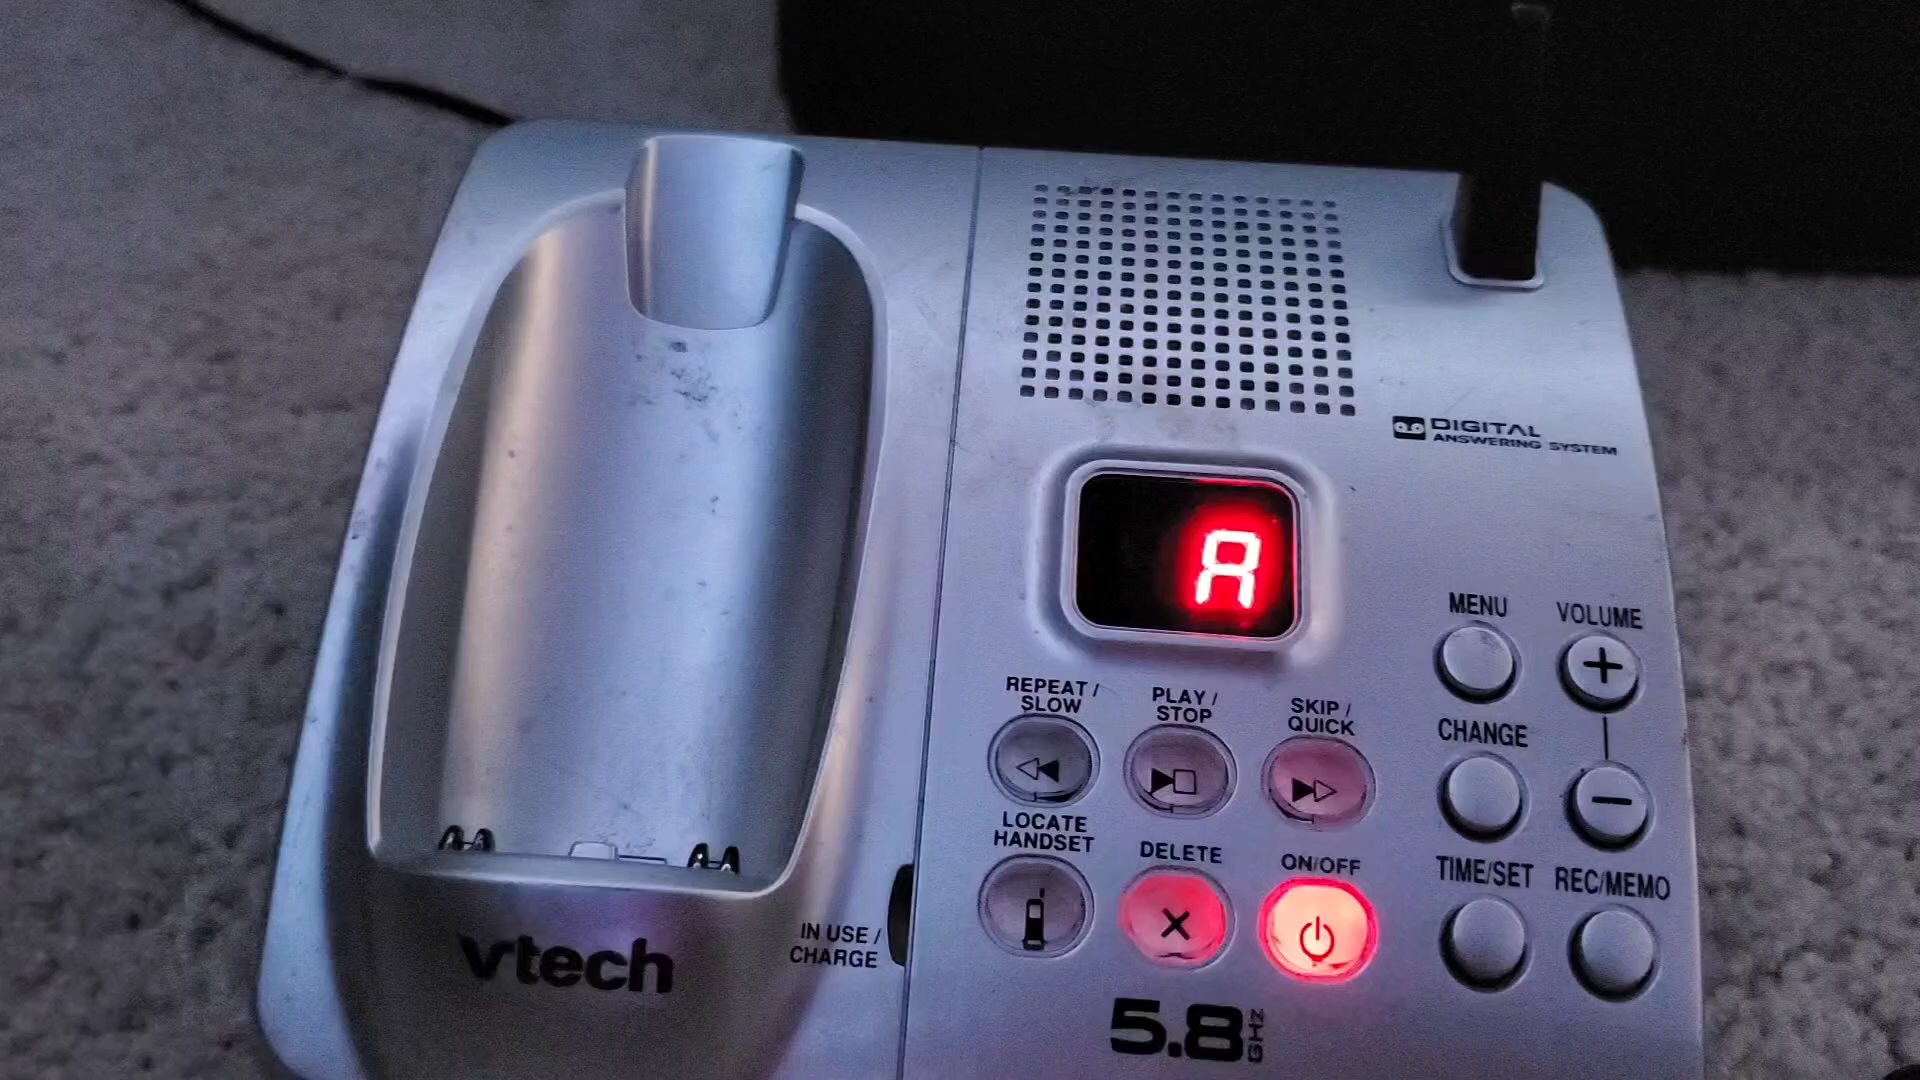 DIGITAL
ANSWERING SYSTEM
A
MENU
VOLUME
+
REPEAT /
SLOW
PLAY /
STOP
SKIP /
QUICK
CHANGE
−
LOCATE
HANDSET
DELETE
ON/OFF
TIME/SET
REC/MEMO
IN USE /
CHARGE
vtech
5.8 GHz